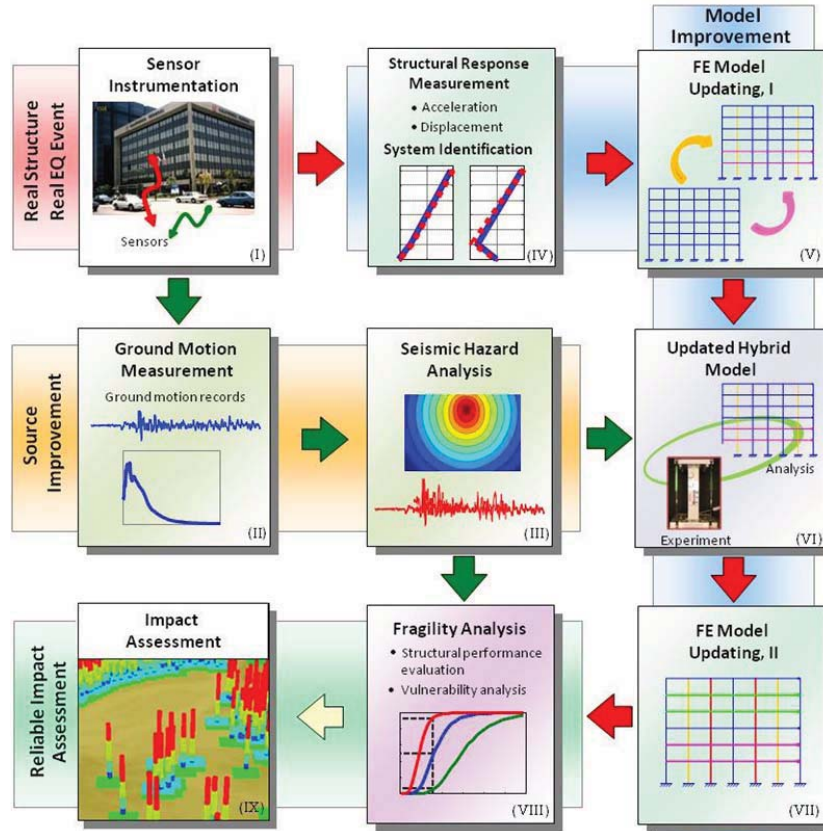 Real Structure
Real EQ Event
Sensor
Instrumentation
Sensors
(I)
Structural Response
Measurement
• Acceleration
• Displacement
System Identification
(IV)
Model
Improvement
FE Model
Updating, I
(V)
Source
Improvement
Ground Motion
Measurement
Ground motion records
(II)
Seismic Hazard
Analysis
(III)
Updated Hybrid
Model
Analysis
Experiment
(VI)
Reliable Impact
Assessment
Impact
Assessment
(IX)
Fragility Analysis
• Structural performance
evaluation
• Vulnerability analysis
(VIII)
FE Model
Updating, II
(VII)